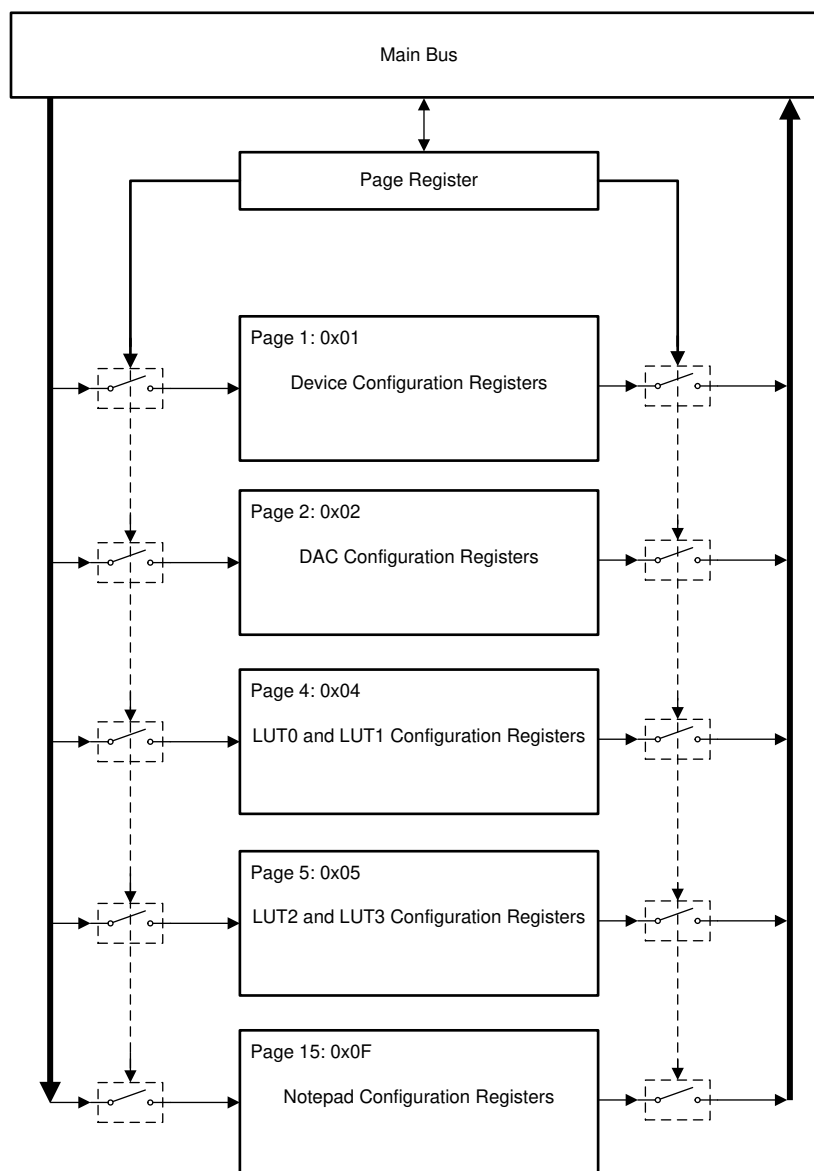 Main Bus
Page Register
Page 1: 0x01
Device Configuration Registers
Page 2: 0x02
DAC Configuration Registers
Page 4: 0x04
LUT0 and LUT1 Configuration Registers
Page 5: 0x05
LUT2 and LUT3 Configuration Registers
Page 15: 0x0F
Notepad Configuration Registers